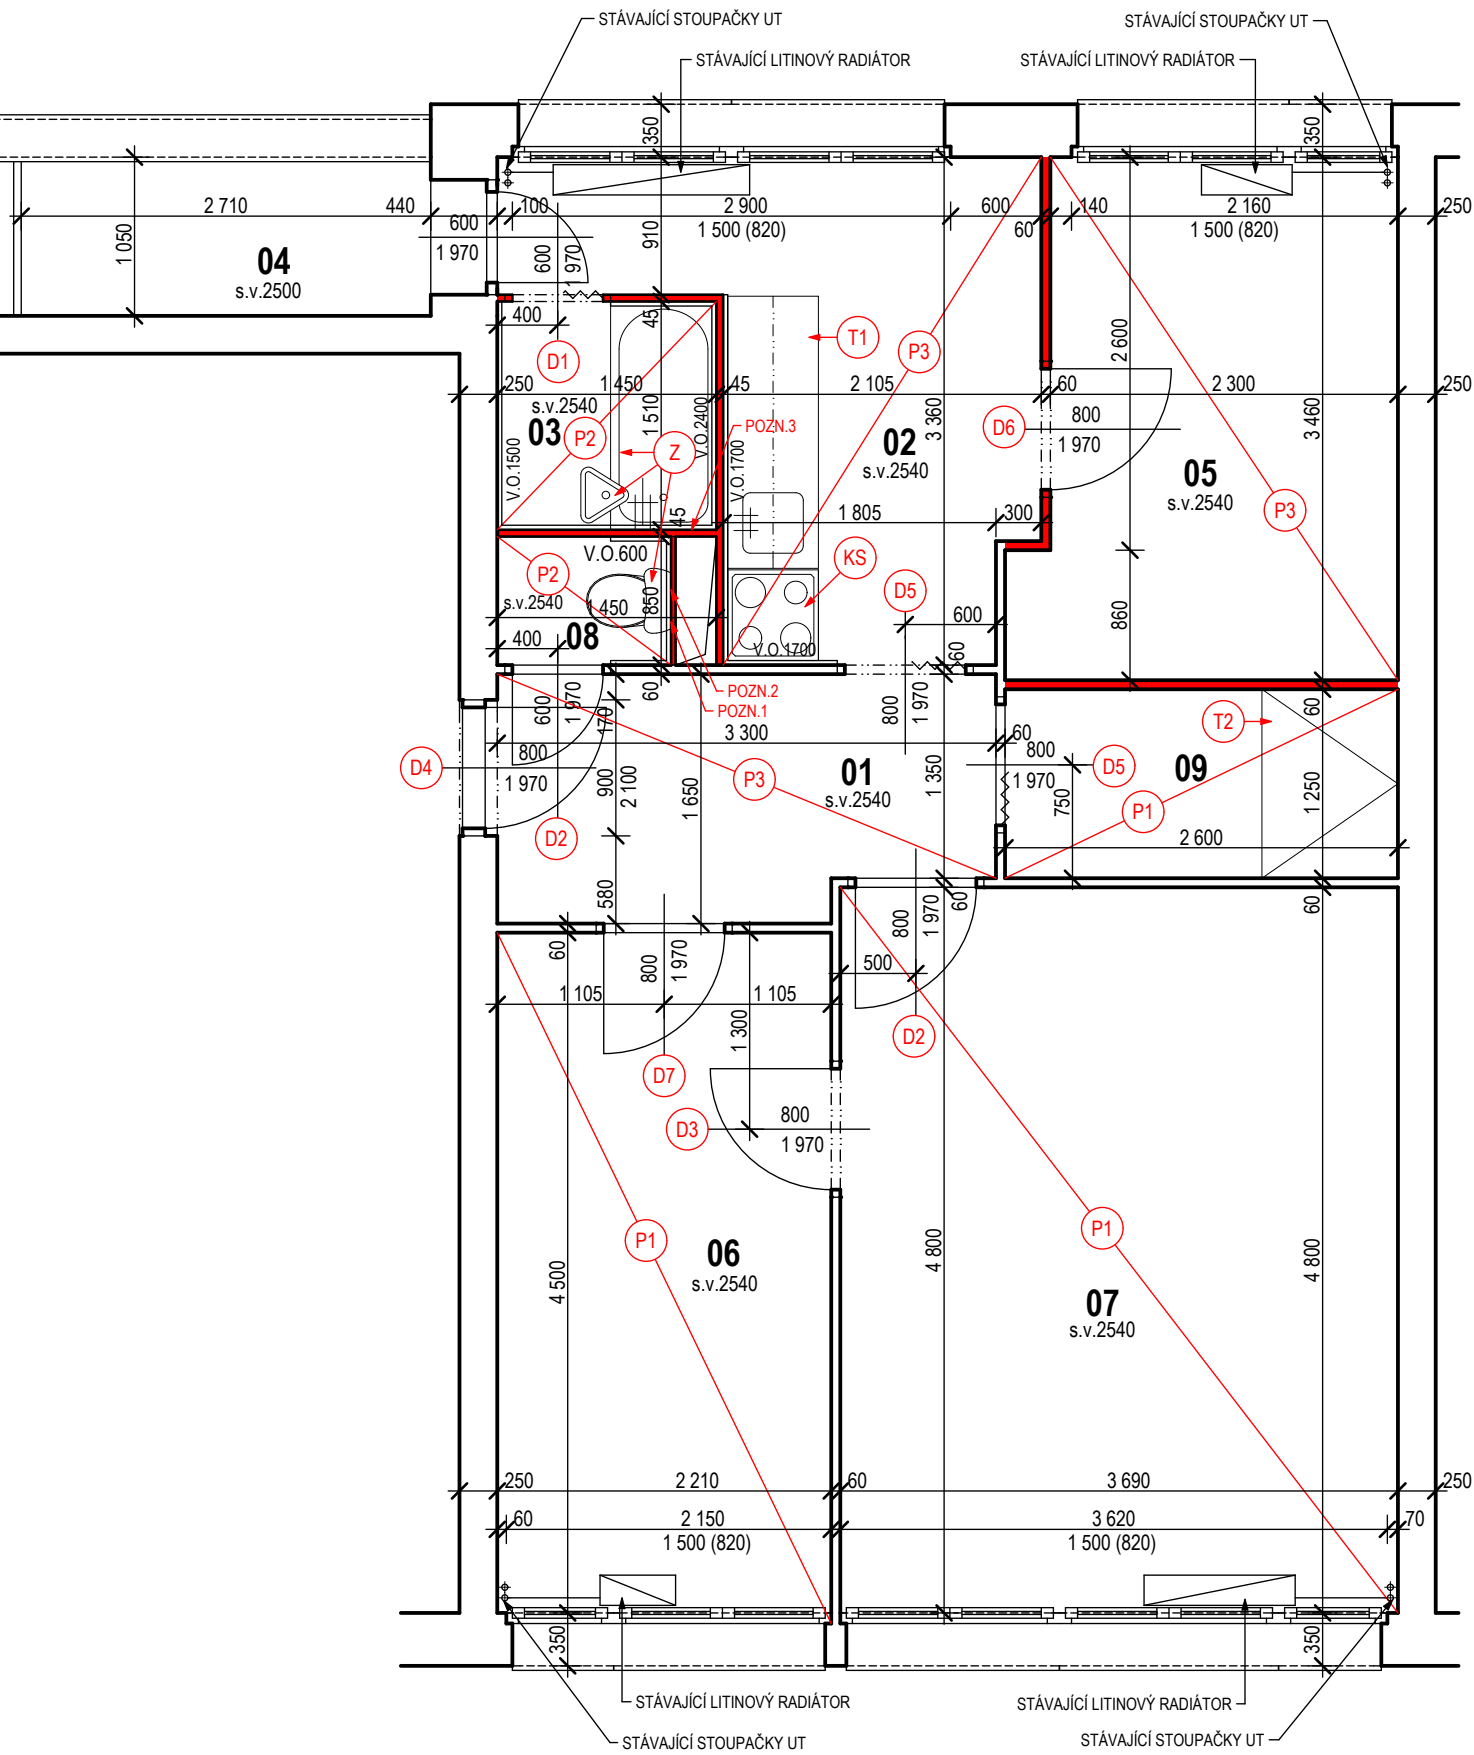 STÁVAJÍCÍ STOUPAČKY UT
STÁVAJÍCÍ STOUPAČKY UT
STÁVAJÍCÍ LITINOVÝ RADIÁTOR
STÁVAJÍCÍ LITINOVÝ RADIÁTOR
350
350
2 710
440
100
2 900
600
140
2 160
250
600
1 500 (820)
60
1 500 (820)
1 970
1 050
04
s.v.2500
600
1 970
910
400
45
T1
P3
2 600
D1
250
1 450
45
2 105
60
2 300
250
s.v.2540
03
P2
1 510
V.O.2400
V.O.1500
Z
POZN.3
V.O.1700
02
s.v.2540
3 360
D6
800
1 970
3 460
05
s.v.2540
P3
45
1 805
300
V.O.600
P2
s.v.2540
1 450
850
KS
D5
600
860
400
08
V.O.1700
60
600
1 970
170
60
POZN.2
POZN.1
800
1 970
60
T2
3 300
60
D4
800
1 970
900
2 100
1 650
P3
01
s.v.2540
1 350
800
1 970
D5
750
09
P1
1 250
D2
2 600
580
60
800
1 970
60
60
800
1 970
500
1 105
1 105
1 300
D2
D7
D3
800
1 970
P1
06
s.v.2540
4 500
4 800
P1
4 800
07
s.v.2540
250
2 210
60
3 690
250
60
2 150
3 620
70
1 500 (820)
1 500 (820)
350
350
STÁVAJÍCÍ LITINOVÝ RADIÁTOR
STÁVAJÍCÍ LITINOVÝ RADIÁTOR
STÁVAJÍCÍ STOUPAČKY UT
STÁVAJÍCÍ STOUPAČKY UT